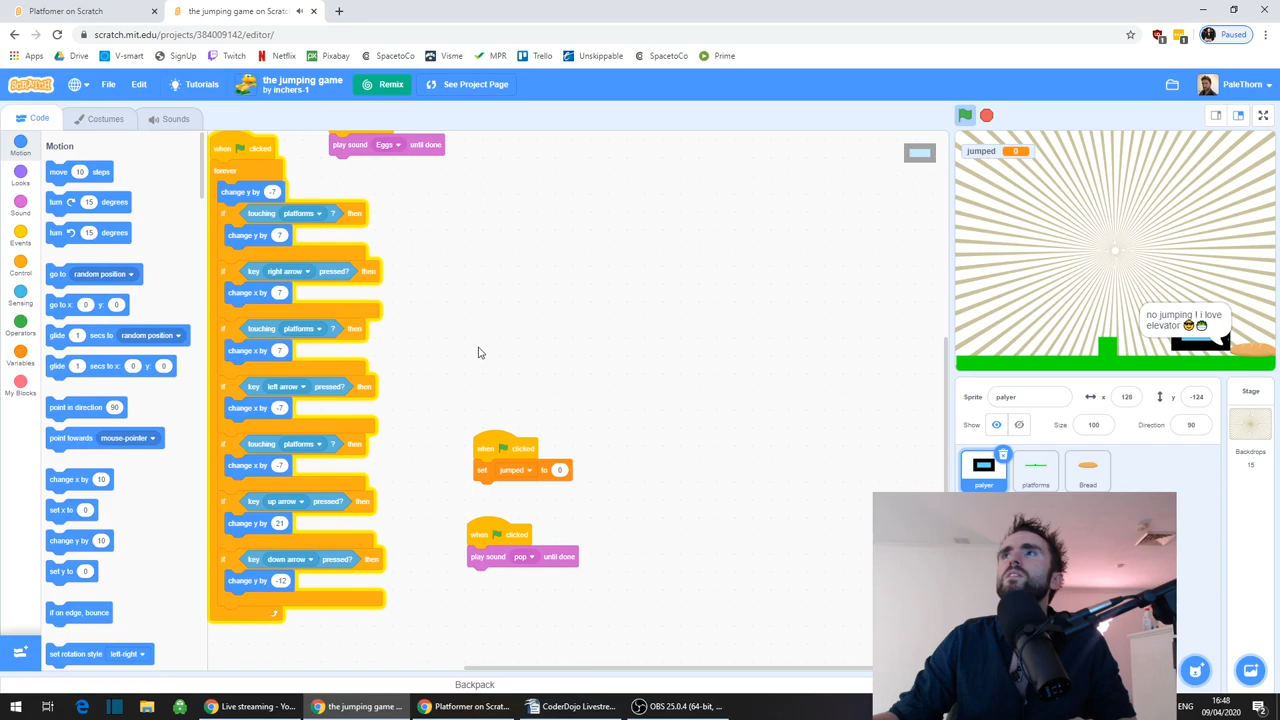 Platfomer on Scratch
the jumping game on Scratc
scratch.mit.edu/projects/384009142/editor/
Paused
Apps Drive V-smart SignUp Twitch Netflix Pixabay SpacetoCo Visme MPR Trello Unskippable SpacetoCo Prime
SCRATCH File Edit Tutorials the jumping game by inchers-1 Remix See Project Page PaleThorn
Code Costumes Sounds
Motion
Looks
Sound
Events
Control
Sensing
Operators
Variables
My Blocks
Motion
move 10 steps
turn 15 degrees
turn 15 degrees
go to random position
go to x: 0 y: 0
glide 1 secs to random position
glide 1 secs to x: 0 y: 0
point in direction 90
point towards mouse-pointer
change x by 10
set x to 0
change y by 10
set y to 0
if on edge, bounce
set rotation style left-right
when clicked
forever
change y by -7
if touching platforms ? then
change y by 7
if key right arrow pressed? then
change x by 7
if touching platforms ? then
change x by 7
if key left arrow pressed? then
change x by -7
if touching platforms ? then
change x by -7
if key up arrow pressed? then
change y by 21
if key down arrow pressed? then
change y by -12
play sound Eggs until done
when clicked
set jumped to 0
when clicked
play sound pop until done
jumped 0
no jumping ! i love
elevator
Sprite palyer x 128 y -124
Show Size 100 Direction 90
palyer
platforms
Bread
Stage
Backdrops
15
Backpack
Live streaming - Yo...
the jumping game ...
Platformer on Scrat...
CoderDojo Livestre...
OBS 25.0.4 (64-bit, ...
ENG
16:48
09/04/2020
2